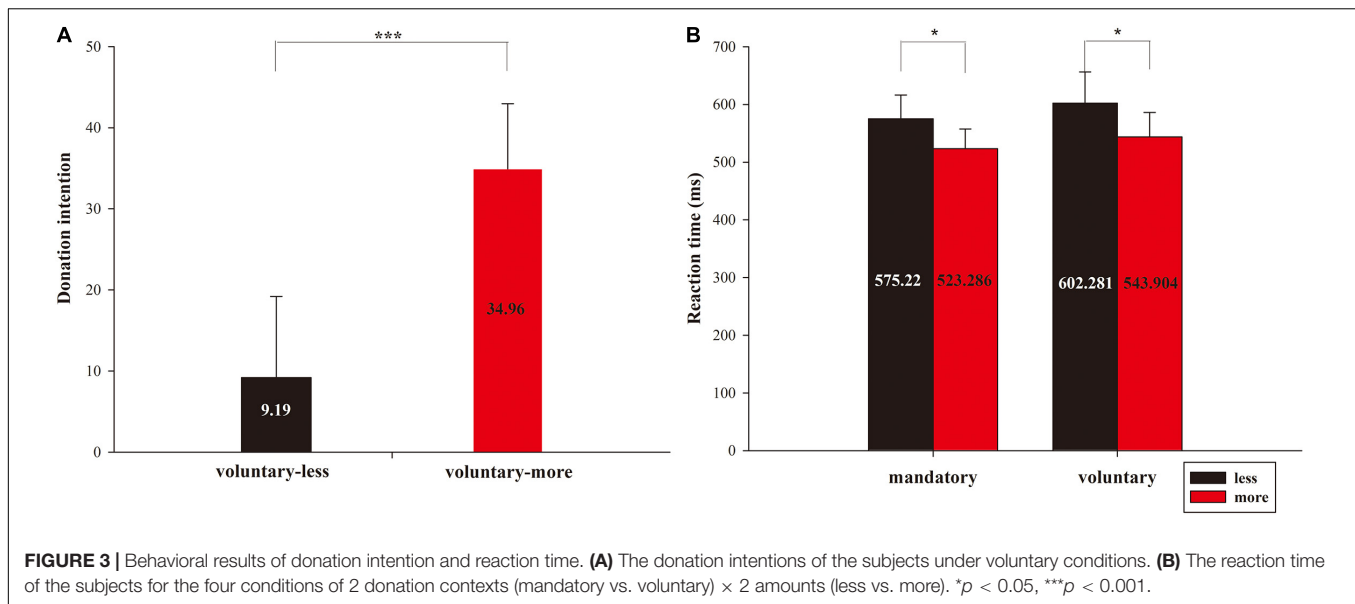 A
***
50
40
30
20
10
0
Donation intention
9.19
34.96
voluntary-less
voluntary-more
B
*
*
700
600
500
400
300
200
100
0
Reaction time (ms)
575.22
523.286
602.281
543.904
mandatory
voluntary
less
more
FIGURE 3 | Behavioral results of donation intention and reaction time. (A) The donation intentions of the subjects under voluntary conditions. (B) The reaction time
of the subjects for the four conditions of 2 donation contexts (mandatory vs. voluntary) × 2 amounts (less vs. more). *p < 0.05, ***p < 0.001.